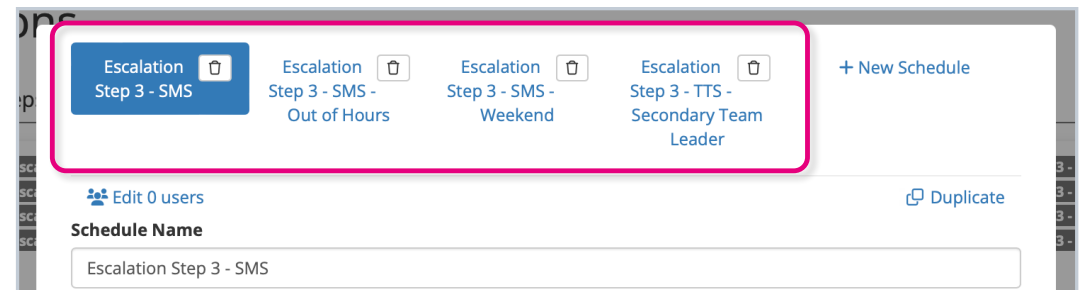 ons
Escalation
Step 3 - SMS
Escalation
Step 3 - SMS -
Out of Hours
Escalation
Step 3 - SMS -
Weekend
Escalation
Step 3 - TTS -
Secondary Team
Leader
+ New Schedule
Edit 0 users
Duplicate
Schedule Name
Escalation Step 3 - SMS